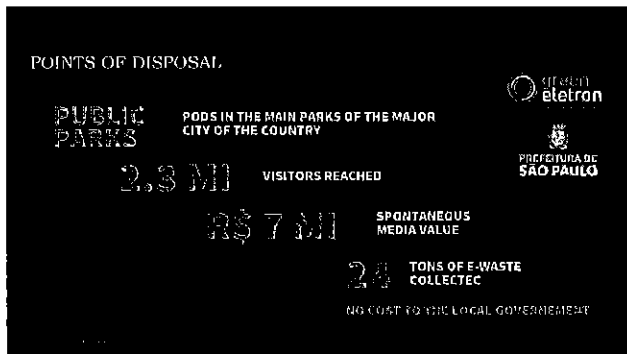 POINTS OF DISPOSAL
green
eletron
PUBLIC
PARKS
PODS IN THE MAIN PARKS OF THE MAJOR
CITY OF THE COUNTRY
PREFEITURA DE
SÃO PAULO
2.3 MI
VISITORS REACHED
R$ 7 MI
SPONTANEOUS
MEDIA VALUE
24
TONS OF E-WASTE
COLLECTEC
NO COST TO THE LOCAL GOVERNEMENT